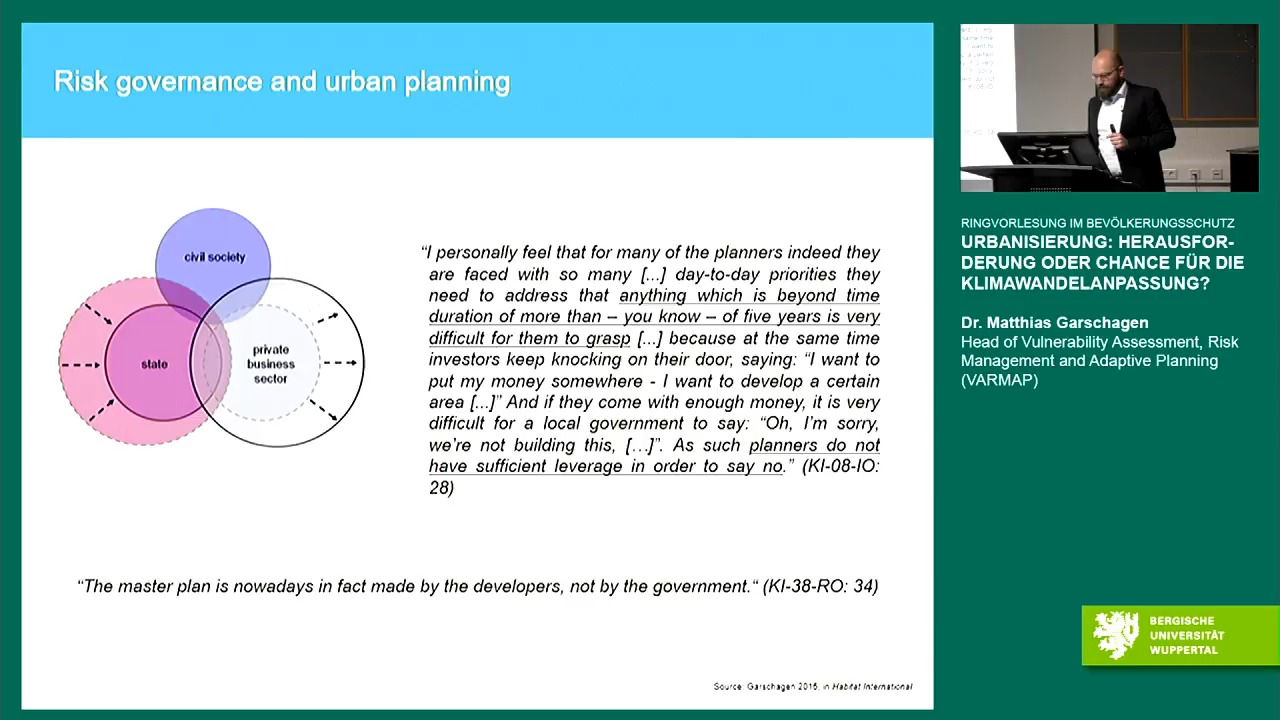 Risk governance and urban planning
civil society
state
private
business
sector
“I personally feel that for many of the planners indeed they
are faced with so many [...] day-to-day priorities they
need to address that anything which is beyond time
duration of more than – you know – of five years is very
difficult for them to grasp [...] because at the same time
investors keep knocking on their door, saying: “I want to
put my money somewhere - I want to develop a certain
area [...]” And if they come with enough money, it is very
difficult for a local government to say: “Oh, I’m sorry,
we’re not building this, […]”. As such planners do not
have sufficient leverage in order to say no.” (KI-08-IO:
28)
“The master plan is nowadays in fact made by the developers, not by the government.“ (KI-38-RO: 34)
Source: Garschagen 2015, in Habitat International
RINGVORLESUNG IM BEVÖLKERUNGSSCHUTZ
URBANISIERUNG: HERAUSFOR-
DERUNG ODER CHANCE FÜR DIE
KLIMAWANDELANPASSUNG?
Dr. Matthias Garschagen
Head of Vulnerability Assessment, Risk
Management and Adaptive Planning
(VARMAP)
BERGISCHE
UNIVERSITÄT
WUPPERTAL